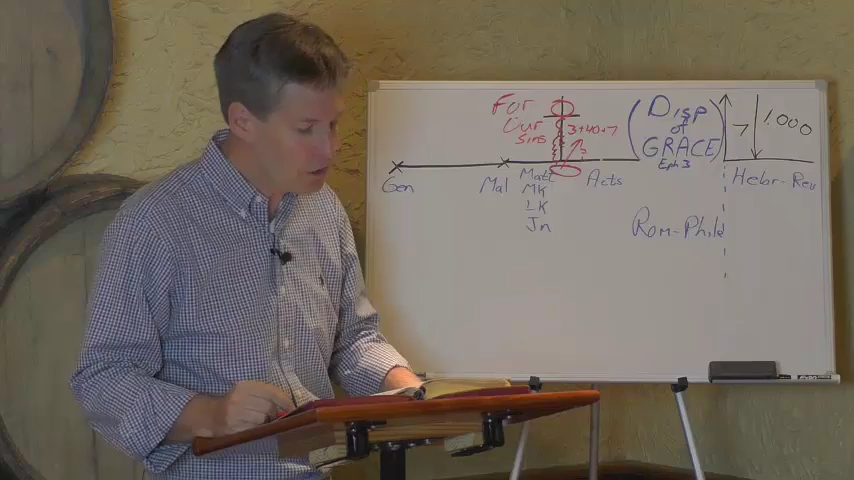 For
Our
Sins
3+40+7
Disp
of
GRACE
Eph 3
7
1,000
Gen
Mal
Matt
MK
LK
Jn
Acts
Hebr-Rev
Rom-Phile